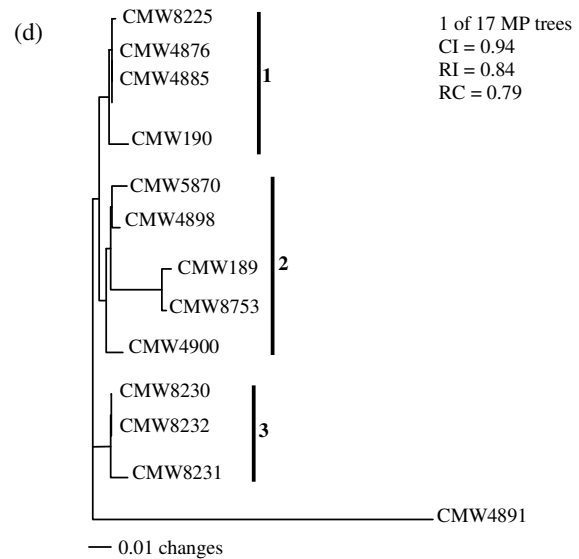 (d)
1 of 17 MP trees
CI = 0.94
RI = 0.84
RC = 0.79
CMW8225
CMW4876
CMW4885
CMW190
1
CMW5870
CMW4898
CMW189
CMW8753
CMW4900
2
CMW8230
CMW8232
CMW8231
3
CMW4891
0.01 changes